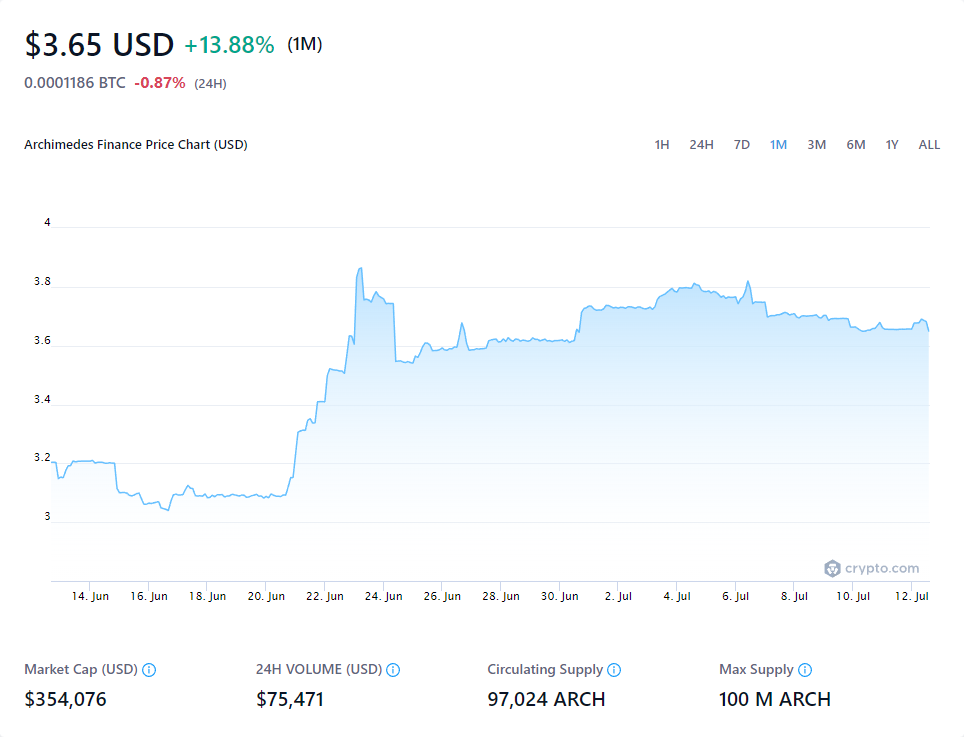 $3.65 USD +13.88% (1M)
0.0001186 BTC -0.87% (24H)
Archimedes Finance Price Chart (USD) 1H 24H 7D 1M 3M 6M 1Y ALL
4
3.8
3.6
3.4
3.2
3
crypto.com
14. Jun 16. Jun 18. Jun 20. Jun 22. Jun 24. Jun 26. Jun 28. Jun 30. Jun 2. Jul 4. Jul 6. Jul 8. Jul 10. Jul 12. Jul
Market Cap (USD) 24H VOLUME (USD) Circulating Supply Max Supply
$354,076 $75,471 97,024 ARCH 100 M ARCH